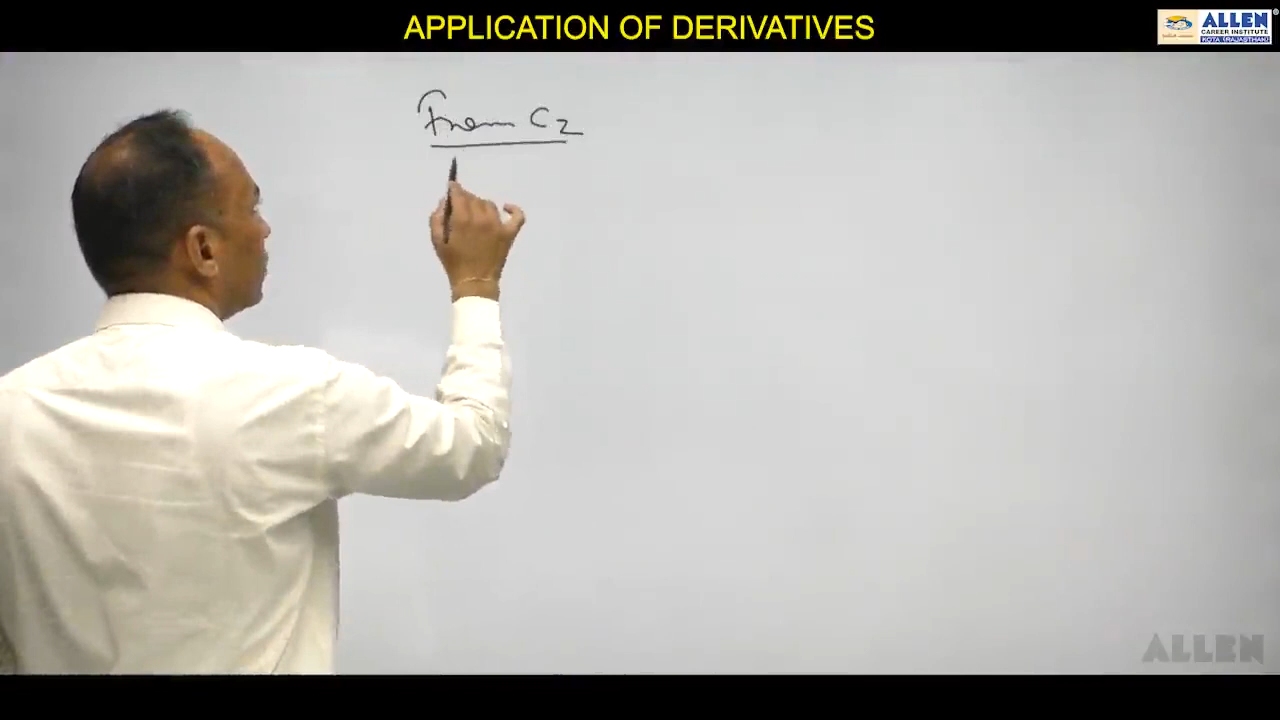 APPLICATION OF DERIVATIVES
ALLEN
CAREER INSTITUTE
KOTA (RAJASTHAN)
From C2
ALLEN